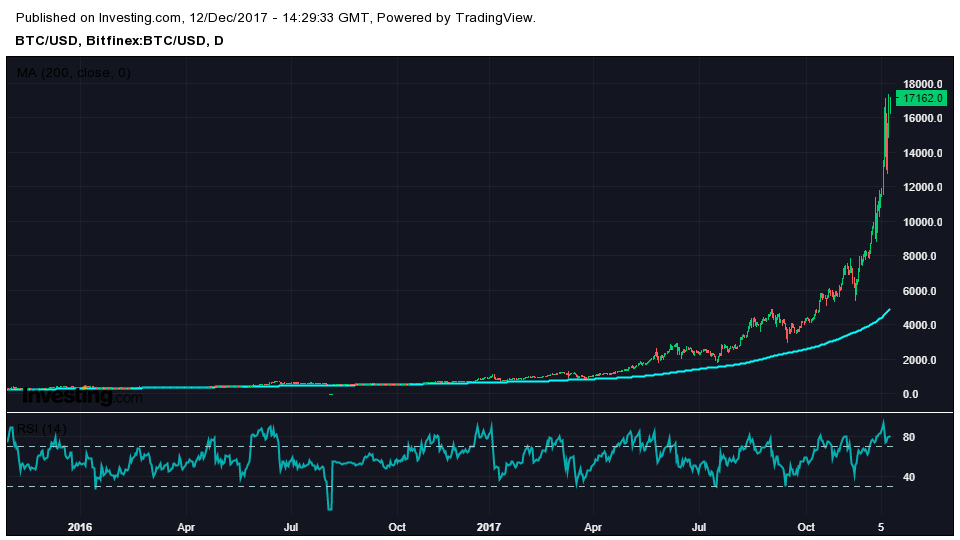 Published on Investing.com, 12/Dec/2017 - 14:29:33 GMT, Powered by TradingView.
BTC/USD, Bitfinex:BTC/USD, D
MA (200, close, 0)
18000.0
17162.0
16000.0
14000.0
12000.0
10000.0
8000.0
6000.0
4000.0
2000.0
0.0
Investing.com
RSI (14)
80
40
2016 Apr Jul Oct 2017 Apr Jul Oct 5